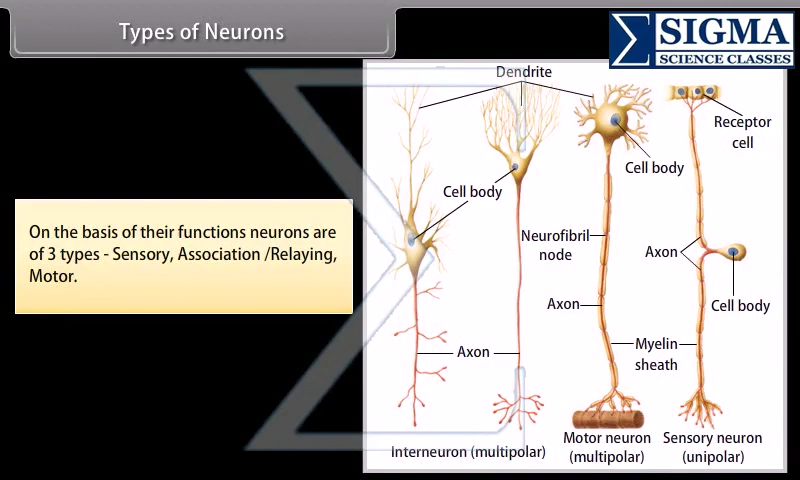 Types of Neurons
SIGMA
SCIENCE CLASSES
On the basis of their functions neurons are
of 3 types - Sensory, Association /Relaying,
Motor.
Dendrite
Receptor
cell
Cell body
Cell body
Neurofibril
node
Axon
Axon
Cell body
Myelin
sheath
Axon
Interneuron (multipolar)
Motor neuron
(multipolar)
Sensory neuron
(unipolar)